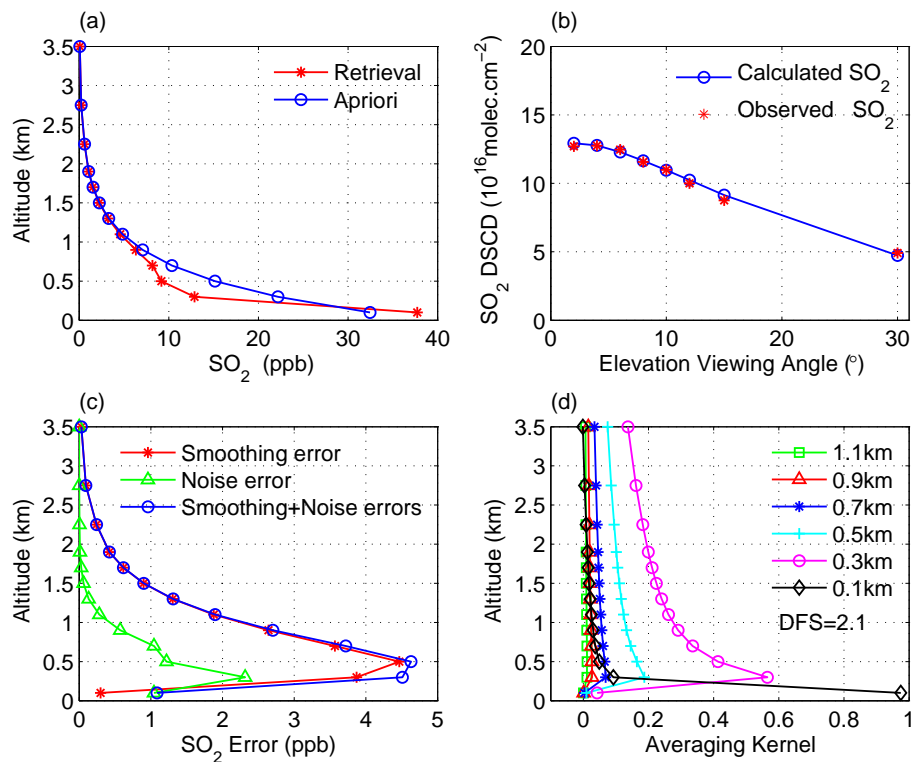 (a)
3.5
3
2.5
2
1.5
1
0.5
0
Altitude (km)
Retrieval
Apriori
0 10 20 30 40
SO2 (ppb)
(b)
20
15
10
5
0
SO2 DSCD (10^16molec.cm^-2)
Calculated SO2
Observed SO2
0 10 20 30
Elevation Viewing Angle (°)
(c)
3.5
3
2.5
2
1.5
1
0.5
0
Altitude (km)
Smoothing error
Noise error
Smoothing+Noise errors
0 1 2 3 4 5
SO2 Error (ppb)
(d)
3.5
3
2.5
2
1.5
1
0.5
0
Altitude (km)
1.1km
0.9km
0.7km
0.5km
0.3km
0.1km
DFS=2.1
0 0.2 0.4 0.6 0.8 1
Averaging Kernel